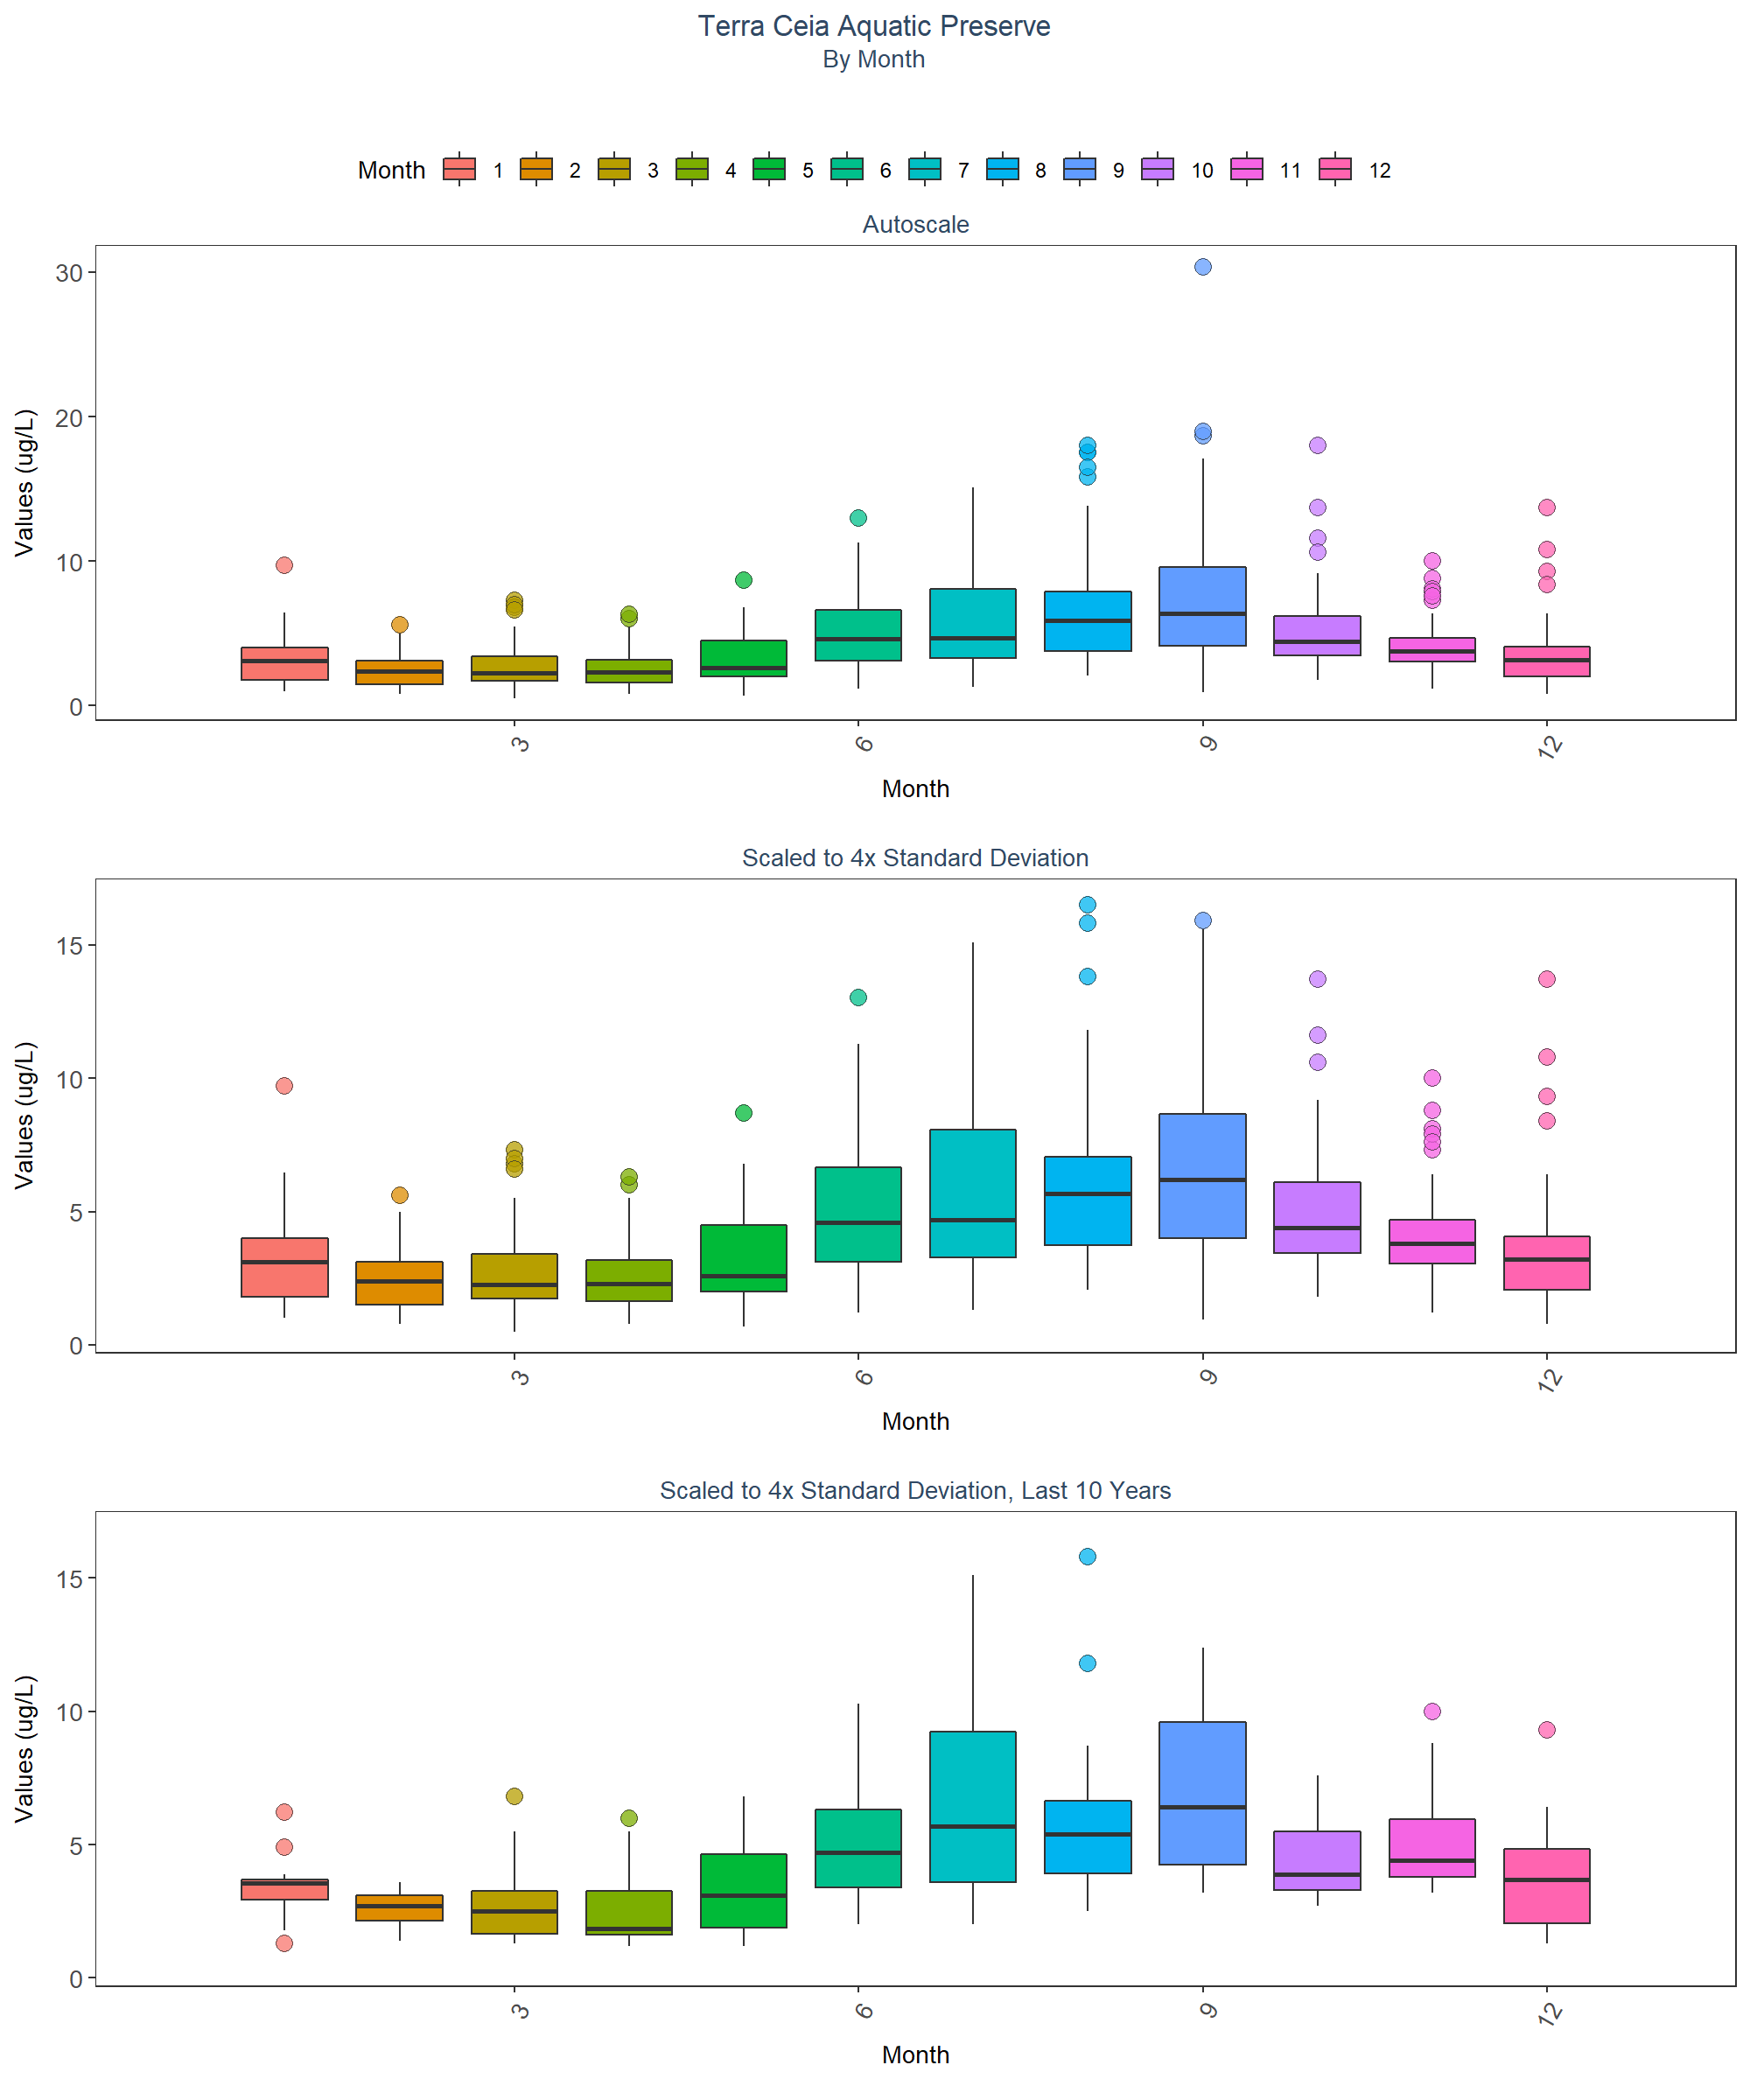 Terra Ceia Aquatic Preserve
By Month
Month 1 2 3 4 5 6 7 8 9 10 11 12
Autoscale
Values (ug/L)
30
20
10
0
3 6 9 12
Month
Scaled to 4x Standard Deviation
Values (ug/L)
15
10
5
0
3 6 9 12
Month
Scaled to 4x Standard Deviation, Last 10 Years
Values (ug/L)
15
10
5
0
3 6 9 12
Month